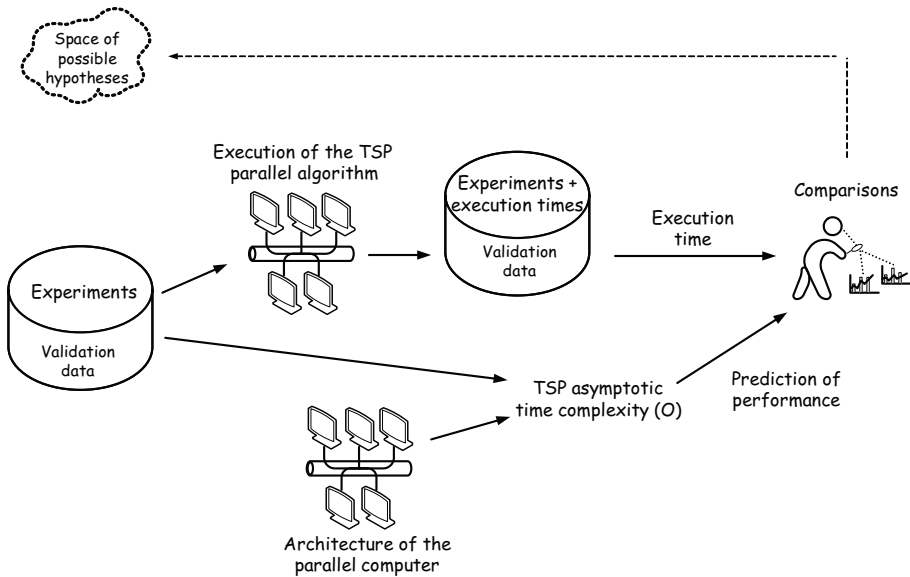 Space of
possible
hypotheses
Execution of the TSP
parallel algorithm
Experiments +
execution times
Validation
data
Execution
time
Comparisons
Experiments
Validation
data
TSP asymptotic
time complexity (O)
Prediction of
performance
Architecture of the
parallel computer